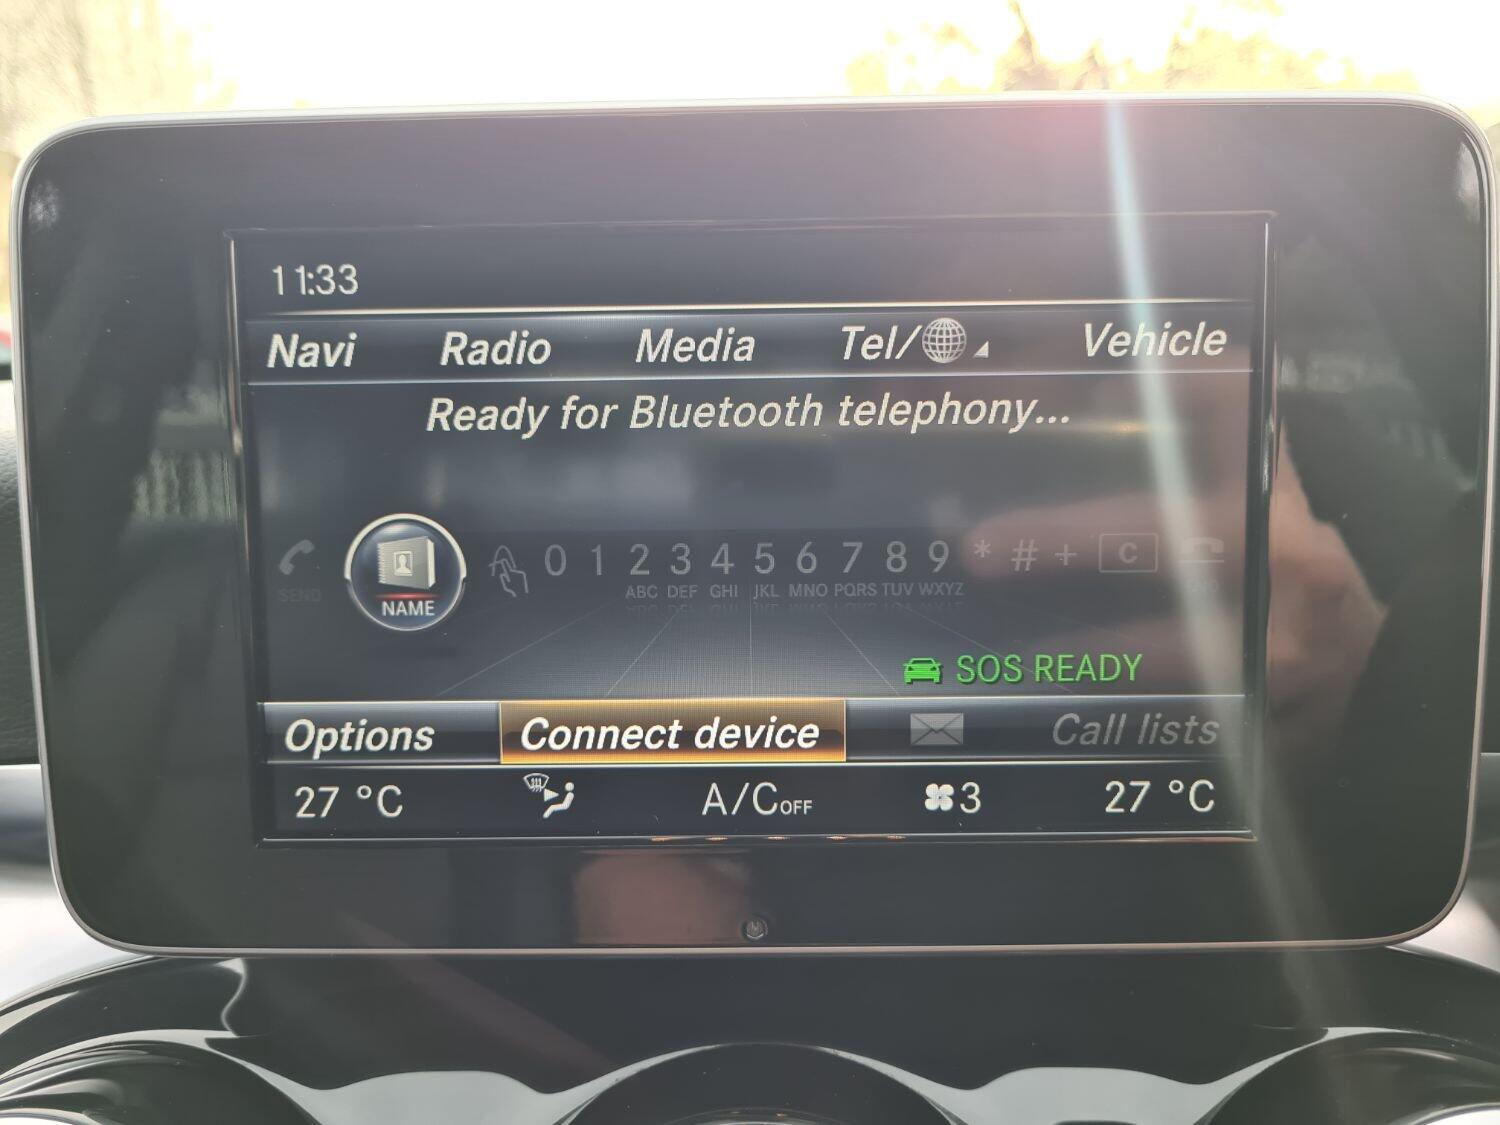 11:33
Navi Radio Media Tel/ Vehicle
Ready for Bluetooth telephony...
SEND NAME 0 1 2 3 4 5 6 7 8 9 * # + C
ABC DEF GHI JKL MNO PQRS TUV WXYZ
SOS READY
Options Connect device Call lists
27 °C A/C OFF 3 27 °C